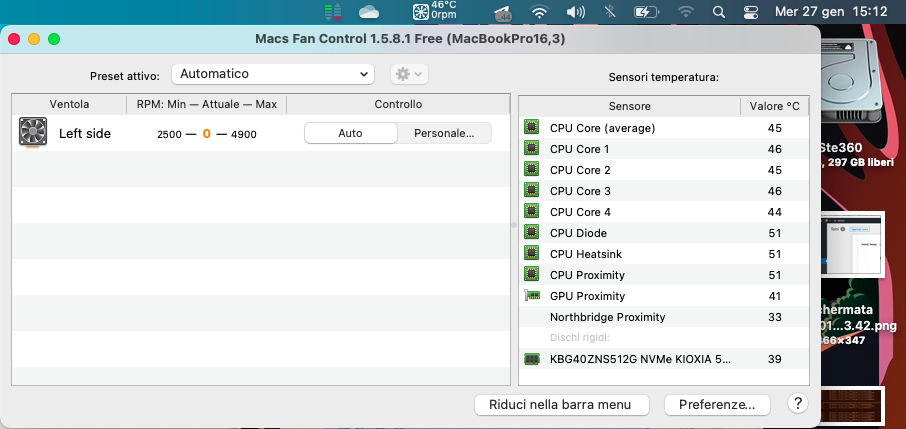 46°C
0rpm
44
Mer 27 gen 15:12
Macs Fan Control 1.5.8.1 Free (MacBookPro16,3)
Preset attivo: Automatico
Sensori temperatura:
Ventola RPM: Min — Attuale — Max Controllo
Left side 2500 — 0 — 4900 Auto Personale...
Sensore Valore °C
CPU Core (average) 45
CPU Core 1 46
CPU Core 2 45
CPU Core 3 46
CPU Core 4 44
CPU Diode 51
CPU Heatsink 51
CPU Proximity 51
GPU Proximity 41
Northbridge Proximity 33
Dischi rigidi:
KBG40ZNS512G NVMe KIOXIA 5... 39
Riduci nella barra menu Preferenze... ?
Ste360
, 297 GB liberi
chermata
01...3.42.png
366×347